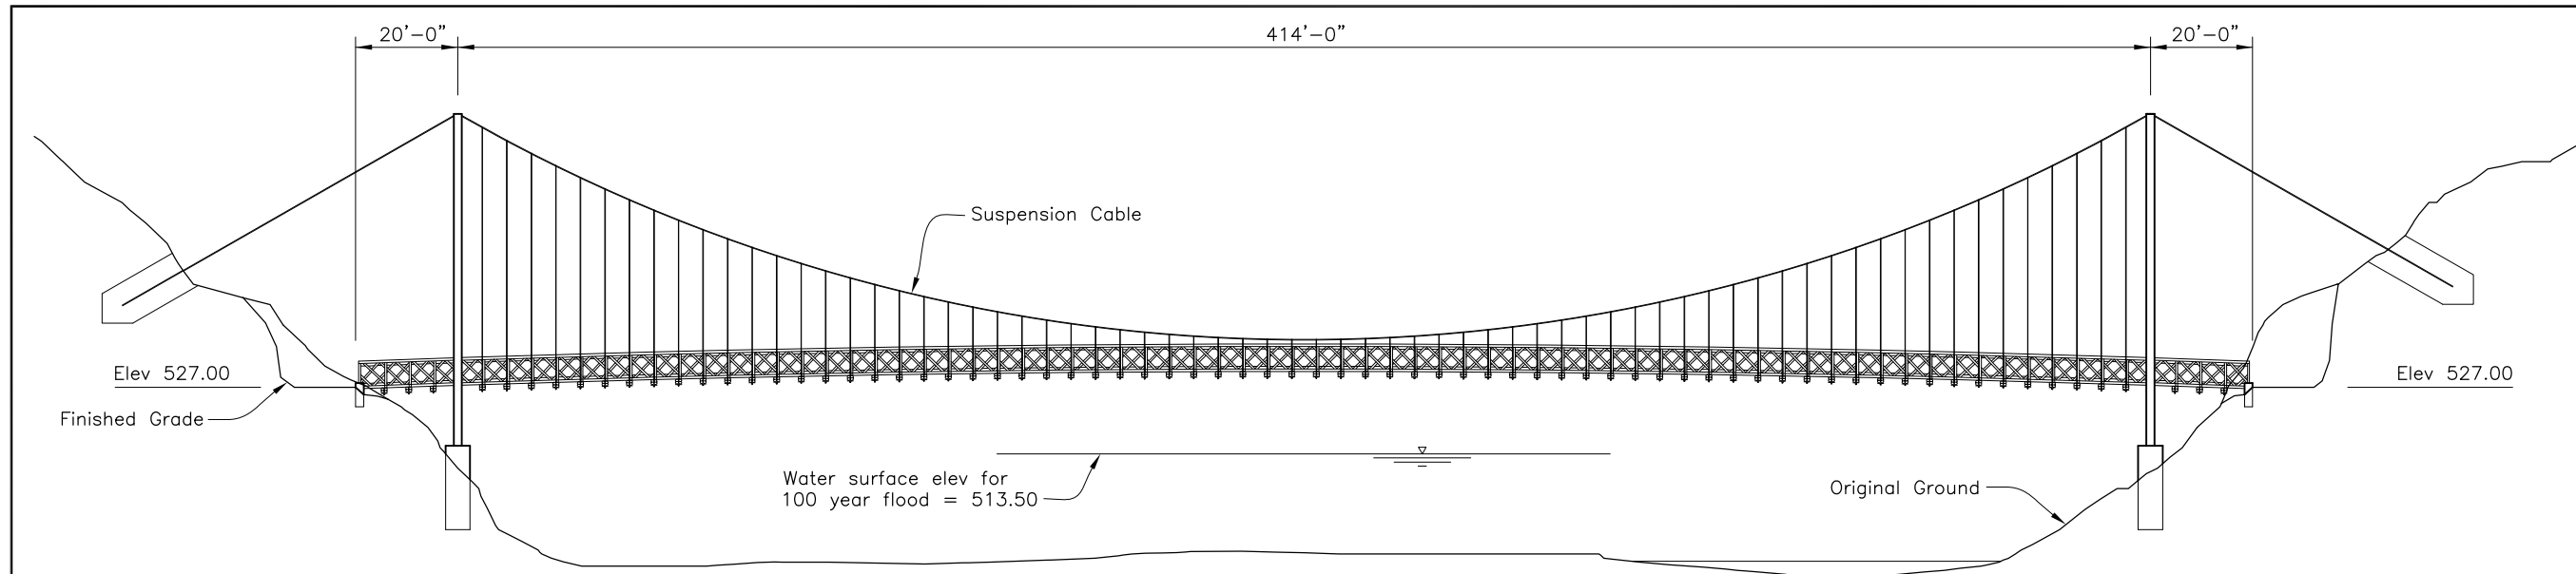 20'-0"
414'-0"
20'-0"
Suspension Cable
Elev 527.00
Elev 527.00
Finished Grade
Water surface elev for
100 year flood = 513.50
Original Ground